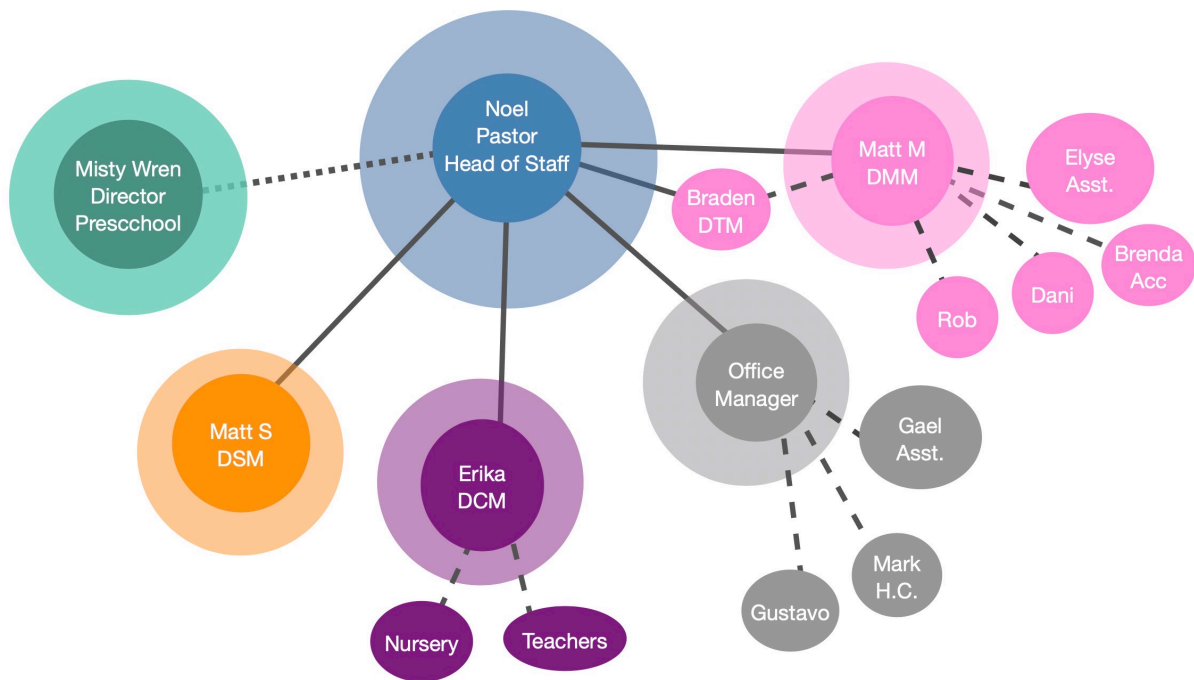 Noel
Pastor
Head of Staff
Misty Wren
Director
Prescchool
Matt M
DMM
Elyse
Asst.
Braden
DTM
Brenda
Acc
Dani
Rob
Office
Manager
Gael
Asst.
Matt S
DSM
Erika
DCM
Mark
H.C.
Gustavo
Nursery
Teachers